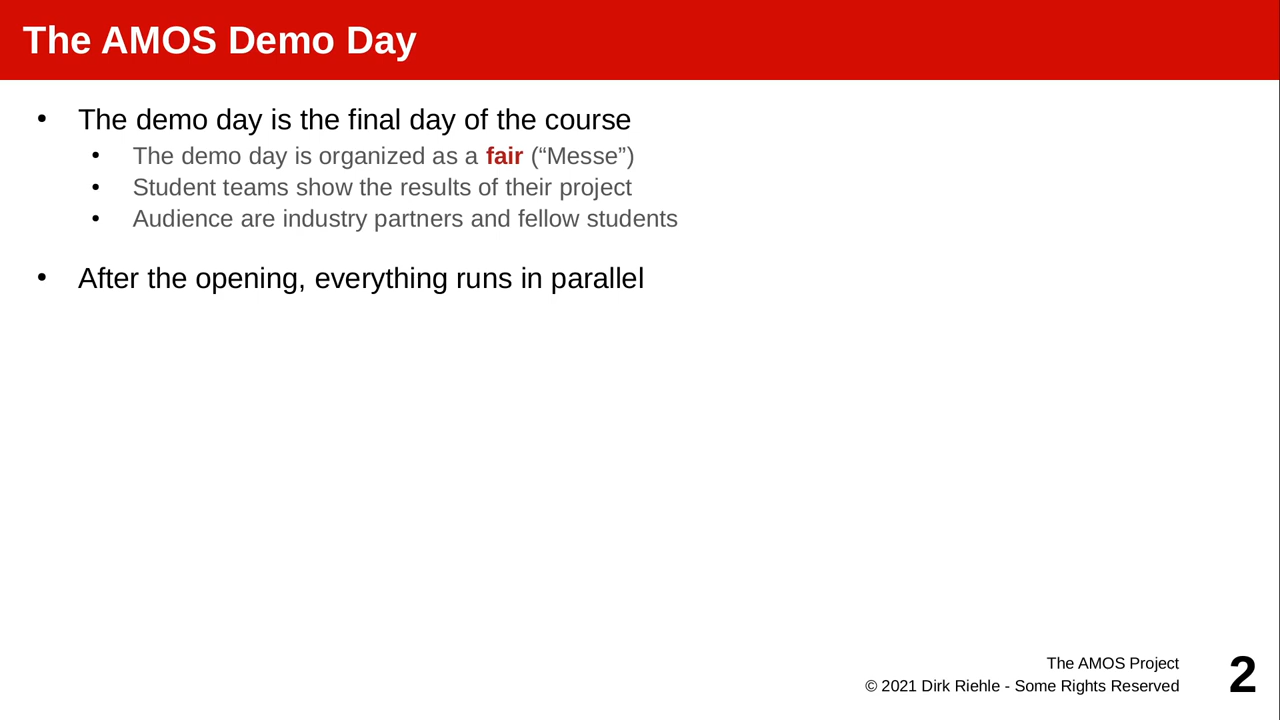 The AMOS Demo Day
• The demo day is the final day of the course
• The demo day is organized as a fair (“Messe”)
• Student teams show the results of their project
• Audience are industry partners and fellow students
• After the opening, everything runs in parallel
The AMOS Project
© 2021 Dirk Riehle - Some Rights Reserved
2